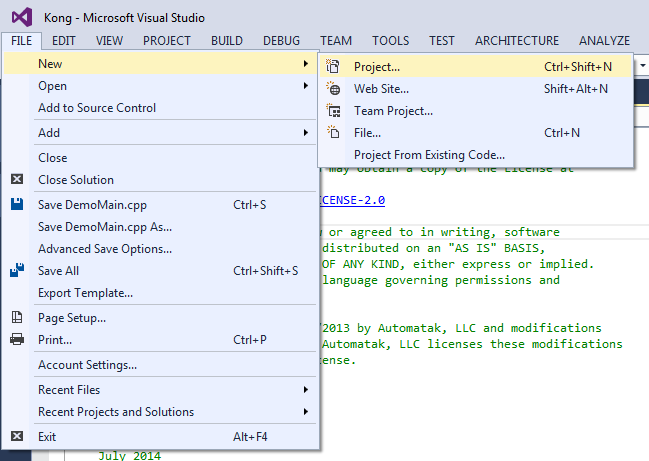 Kong - Microsoft Visual Studio
FILE EDIT VIEW PROJECT BUILD DEBUG TEAM TOOLS TEST ARCHITECTURE ANALYZE
New
Project... Ctrl+Shift+N
Open
Web Site... Shift+Alt+N
Add to Source Control
Team Project...
Add
File... Ctrl+N
Close
Project From Existing Code...
may obtain a copy of the License at
Close Solution
Save DemoMain.cpp Ctrl+S
ICENSE-2.0
Save DemoMain.cpp As...
or agreed to in writing, software
Advanced Save Options...
distributed on an "AS IS" BASIS,
Save All Ctrl+Shift+S
OF ANY KIND, either express or implied.
Export Template...
language governing permissions and
Page Setup...
/2013 by Automatak, LLC and modifications
Print... Ctrl+P
Automatak, LLC licenses these modifications
Account Settings...
ense.
Recent Files
Recent Projects and Solutions
Exit Alt+F4
July 2014